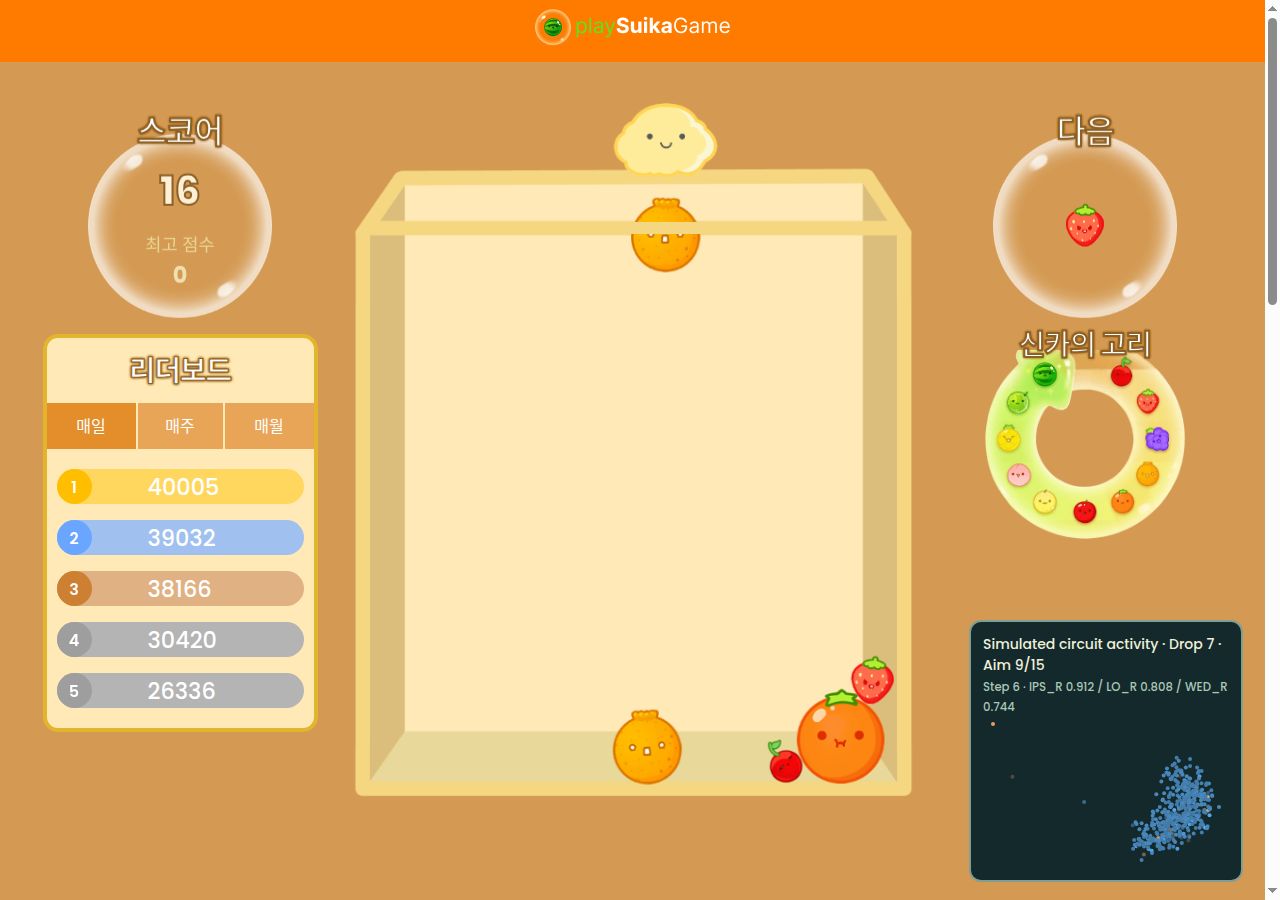 playSuikaGame
스코어
16
최고 점수
0
다음
신카의 고리
리더보드
매일 매주 매월
1 40005
2 39032
3 38166
4 30420
5 26336
Simulated circuit activity · Drop 7 ·
Aim 9/15
Step 6 · IPS_R 0.912 / LO_R 0.808 / WED_R
0.744